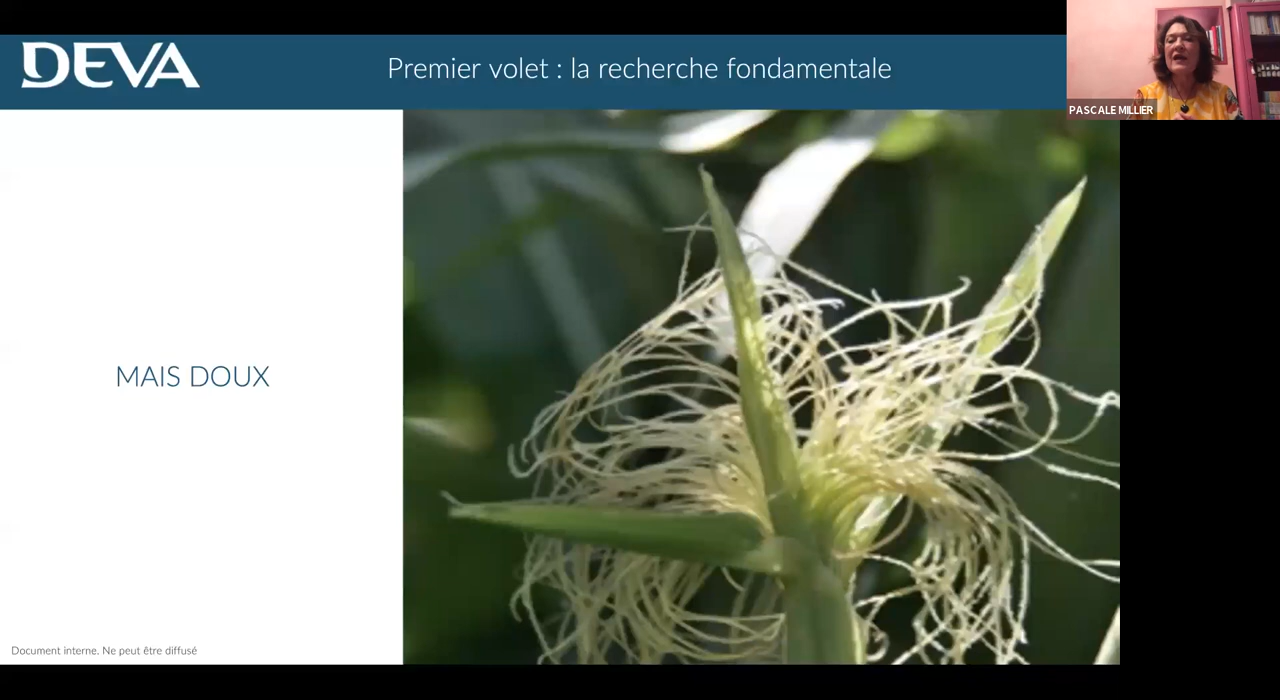 DEVA
Premier volet : la recherche fondamentale
PASCALE MILLIER
MAIS DOUX
Document interne. Ne peut être diffusé